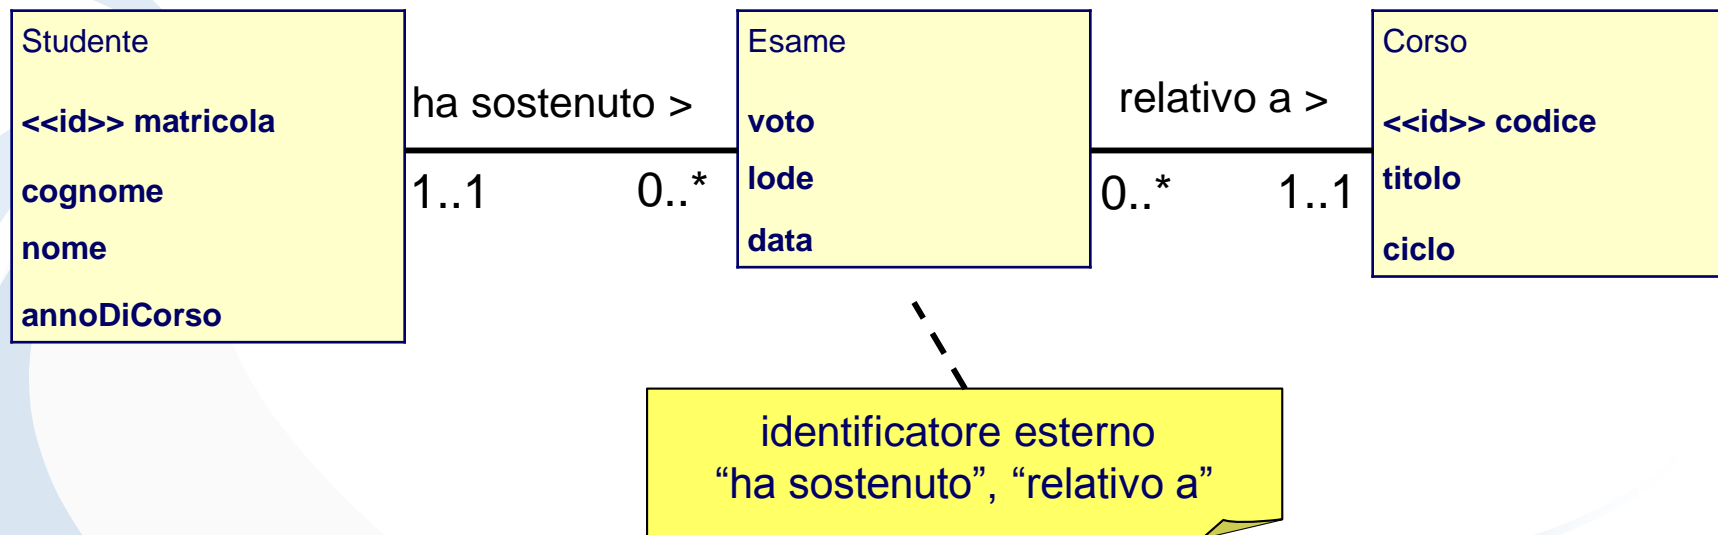 Studente
<<id>> matricola
cognome
nome
annoDiCorso
ha sostenuto >
1..1
0..*
Esame
voto
lode
data
relativo a >
0..*
1..1
Corso
<<id>> codice
titolo
ciclo
identificatore esterno
“ha sostenuto”, “relativo a”